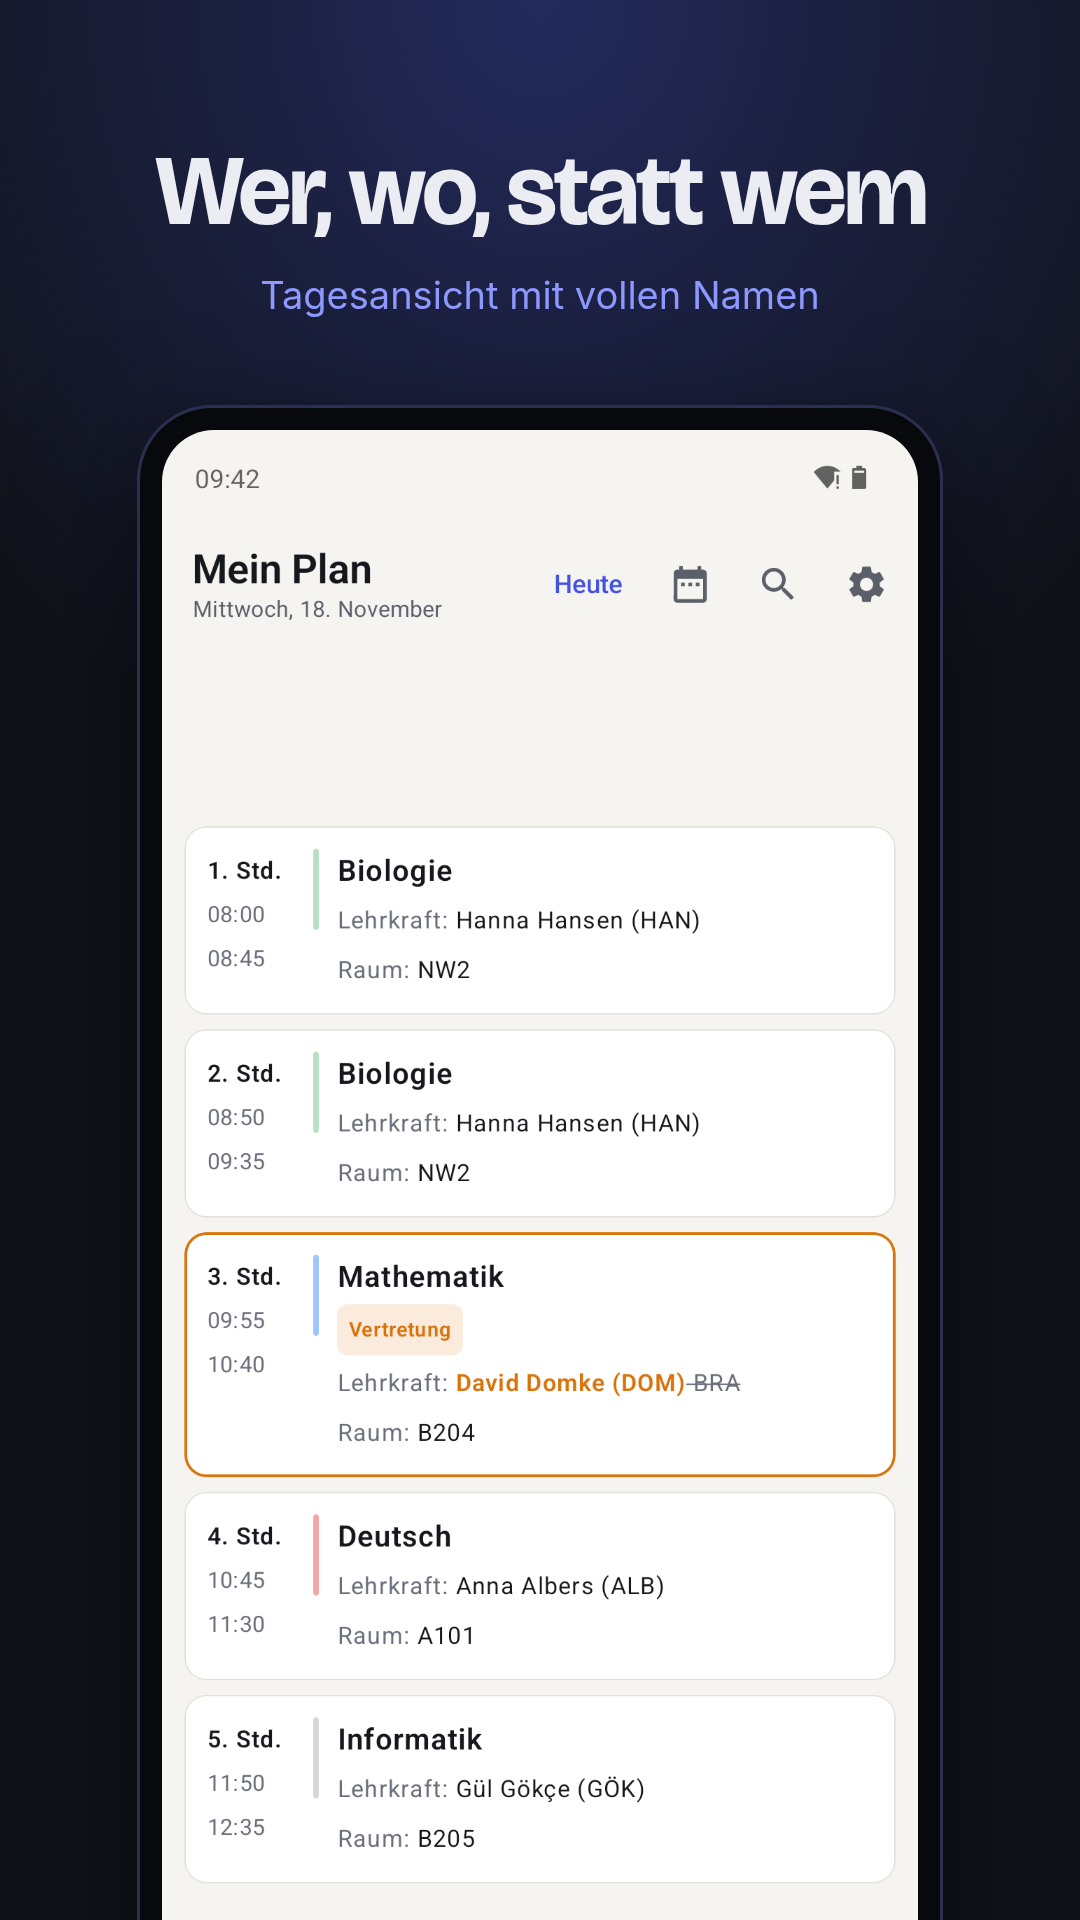 Wer, wo, statt wem
Tagesansicht mit vollen Namen
09:42
Mein Plan
Mittwoch, 18. November
Heute
1. Std.
08:00
08:45
Biologie
Lehrkraft: Hanna Hansen (HAN)
Raum: NW2
2. Std.
08:50
09:35
Biologie
Lehrkraft: Hanna Hansen (HAN)
Raum: NW2
3. Std.
09:55
10:40
Mathematik
Vertretung
Lehrkraft: David Domke (DOM) BRA
Raum: B204
4. Std.
10:45
11:30
Deutsch
Lehrkraft: Anna Albers (ALB)
Raum: A101
5. Std.
11:50
12:35
Informatik
Lehrkraft: Gül Gökçe (GÖK)
Raum: B205